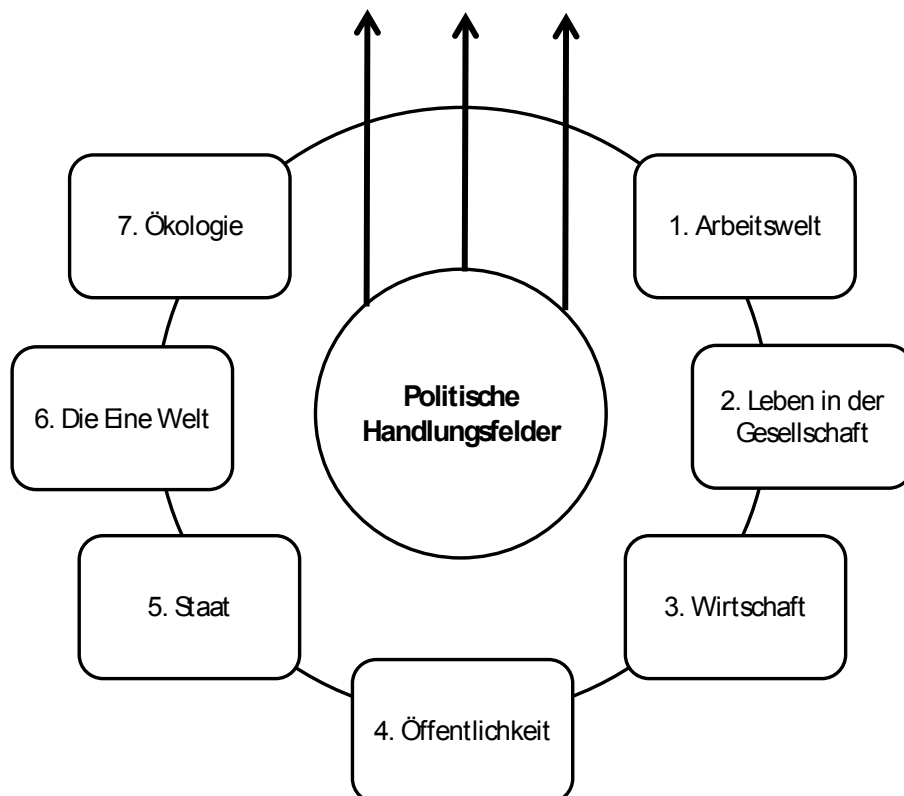 7. Ökologie
1. Arbeitswelt
Politische
Handlungsfelder
6. Die Eine Welt
2. Leben in der
Gesellschaft
5. Staat
3. Wirtschaft
4. Öffentlichkeit